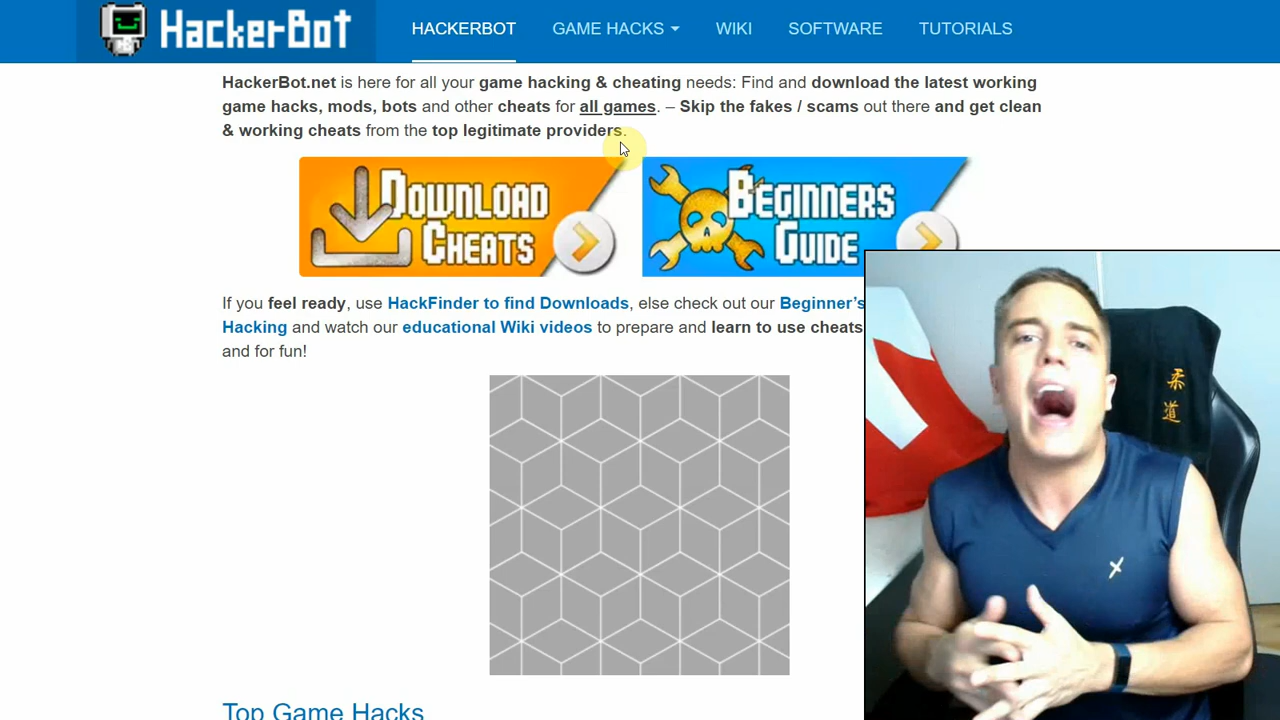 HackerBot
HACKERBOT
GAME HACKS
WIKI
SOFTWARE
TUTORIALS
HackerBot.net is here for all your game hacking & cheating needs: Find and download the latest working
game hacks, mods, bots and other cheats for all games. – Skip the fakes / scams out there and get clean
& working cheats from the top legitimate providers.
DOWNLOAD
CHEATS
BEGINNERS
GUIDE
If you feel ready, use HackFinder to find Downloads, else check out our Beginner's
Hacking and watch our educational Wiki videos to prepare and learn to use cheats
and for fun!
柔
道
Top Game Hacks